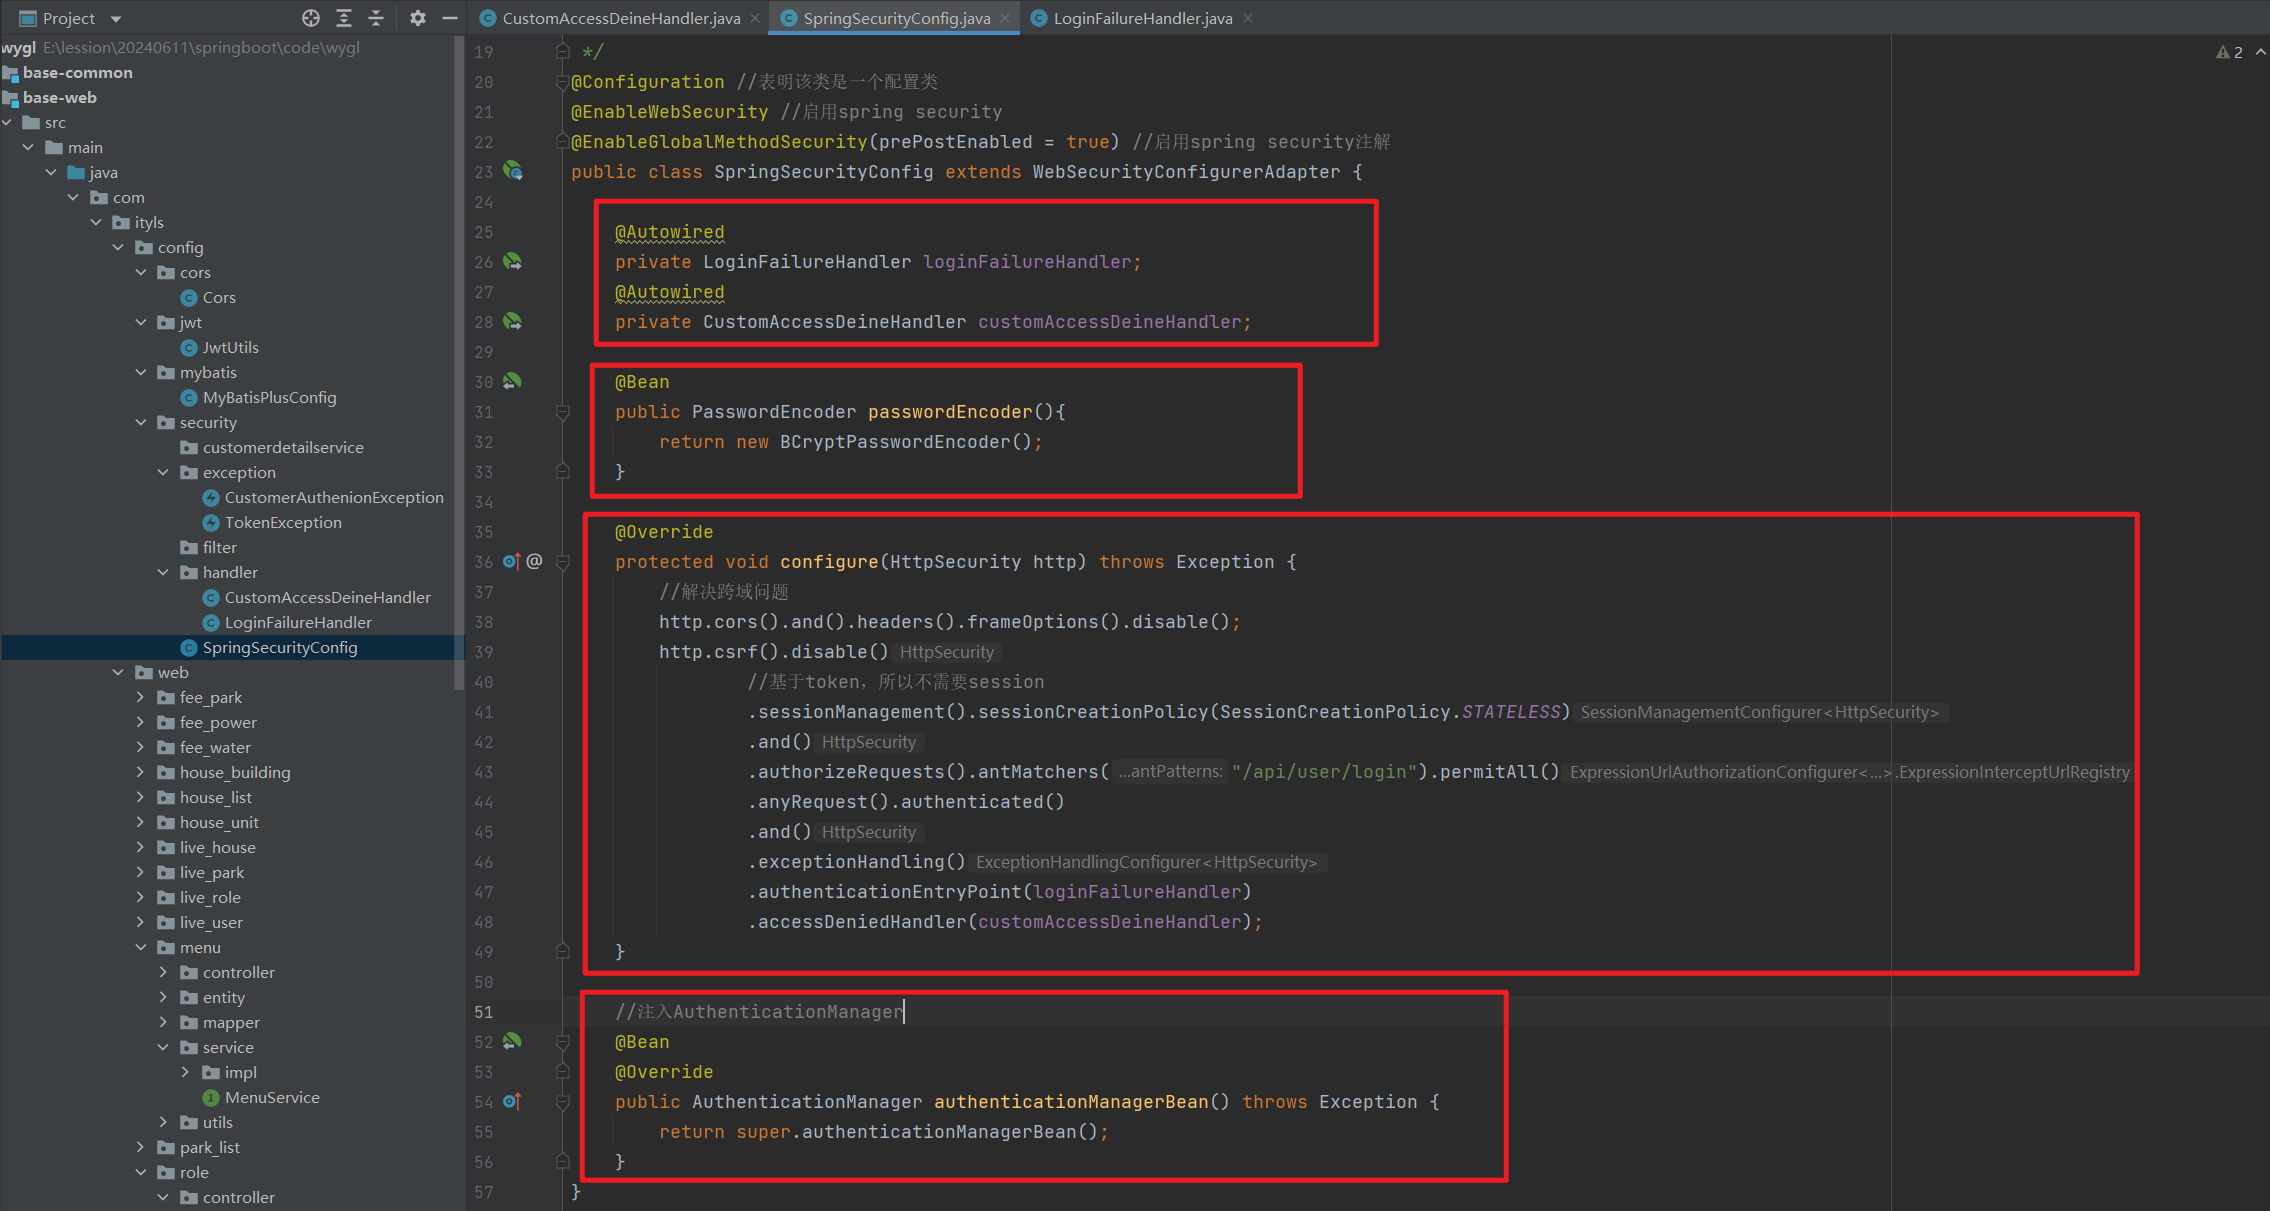 Project
wygl E:\lession\20240611\springboot\code\wygl
base-common
base-web
src
main
java
com
ityls
config
cors
Cors
jwt
JwtUtils
mybatis
MyBatisPlusConfig
security
customerdetailservice
exception
CustomerAuthenionException
TokenException
filter
handler
CustomAccessDeineHandler
LoginFailureHandler
SpringSecurityConfig
web
fee_park
fee_power
fee_water
house_building
house_list
house_unit
live_house
live_park
live_role
live_user
menu
controller
entity
mapper
service
impl
MenuService
utils
park_list
role
controller
CustomAccessDeineHandler.java
SpringSecurityConfig.java
LoginFailureHandler.java
2
19 */
20 @Configuration //表明该类是一个配置类
21 @EnableWebSecurity //启用spring security
22 @EnableGlobalMethodSecurity(prePostEnabled = true) //启用spring security注解
23 public class SpringSecurityConfig extends WebSecurityConfigurerAdapter {
24
25 @Autowired
26 private LoginFailureHandler loginFailureHandler;
27 @Autowired
28 private CustomAccessDeineHandler customAccessDeineHandler;
29
30 @Bean
31 public PasswordEncoder passwordEncoder(){
32 return new BCryptPasswordEncoder();
33 }
34
35 @Override
36 @ protected void configure(HttpSecurity http) throws Exception {
37 //解决跨域问题
38 http.cors().and().headers().frameOptions().disable();
39 http.csrf().disable() HttpSecurity
40 //基于token，所以不需要session
41 .sessionManagement().sessionCreationPolicy(SessionCreationPolicy.STATELESS) SessionManagementConfigurer<HttpSecurity>
42 .and() HttpSecurity
43 .authorizeRequests().antMatchers( ...antPatterns: "/api/user/login").permitAll() ExpressionUrlAuthorizationConfigurer<...>.ExpressionInterceptUrlRegistry
44 .anyRequest().authenticated()
45 .and() HttpSecurity
46 .exceptionHandling() ExceptionHandlingConfigurer<HttpSecurity>
47 .authenticationEntryPoint(loginFailureHandler)
48 .accessDeniedHandler(customAccessDeineHandler);
49 }
50
51 //注入AuthenticationManager
52 @Bean
53 @Override
54 public AuthenticationManager authenticationManagerBean() throws Exception {
55 return super.authenticationManagerBean();
56 }
57 }